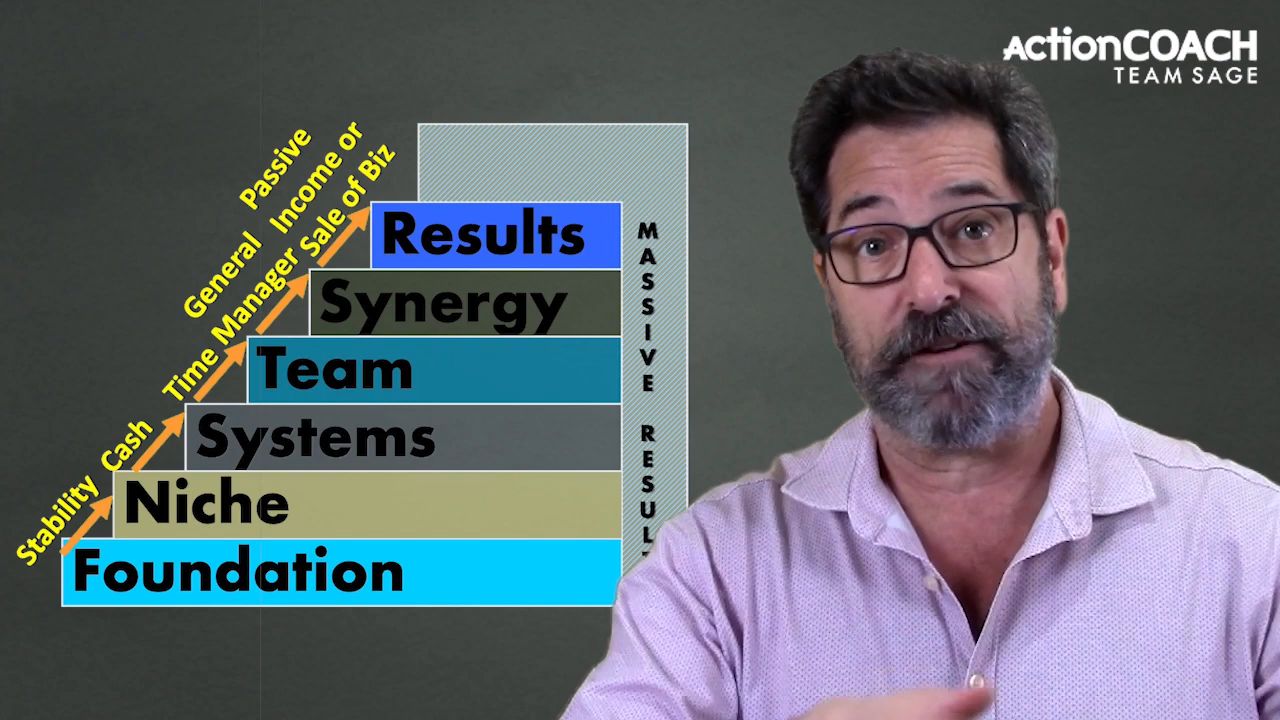 ActionCOACH
TEAM SAGE
Passive
Income or
Sale of Biz
General
Manager
Time
Cash
Stability
Results
Synergy
Team
Systems
Niche
Foundation
MASSIVE RESUL